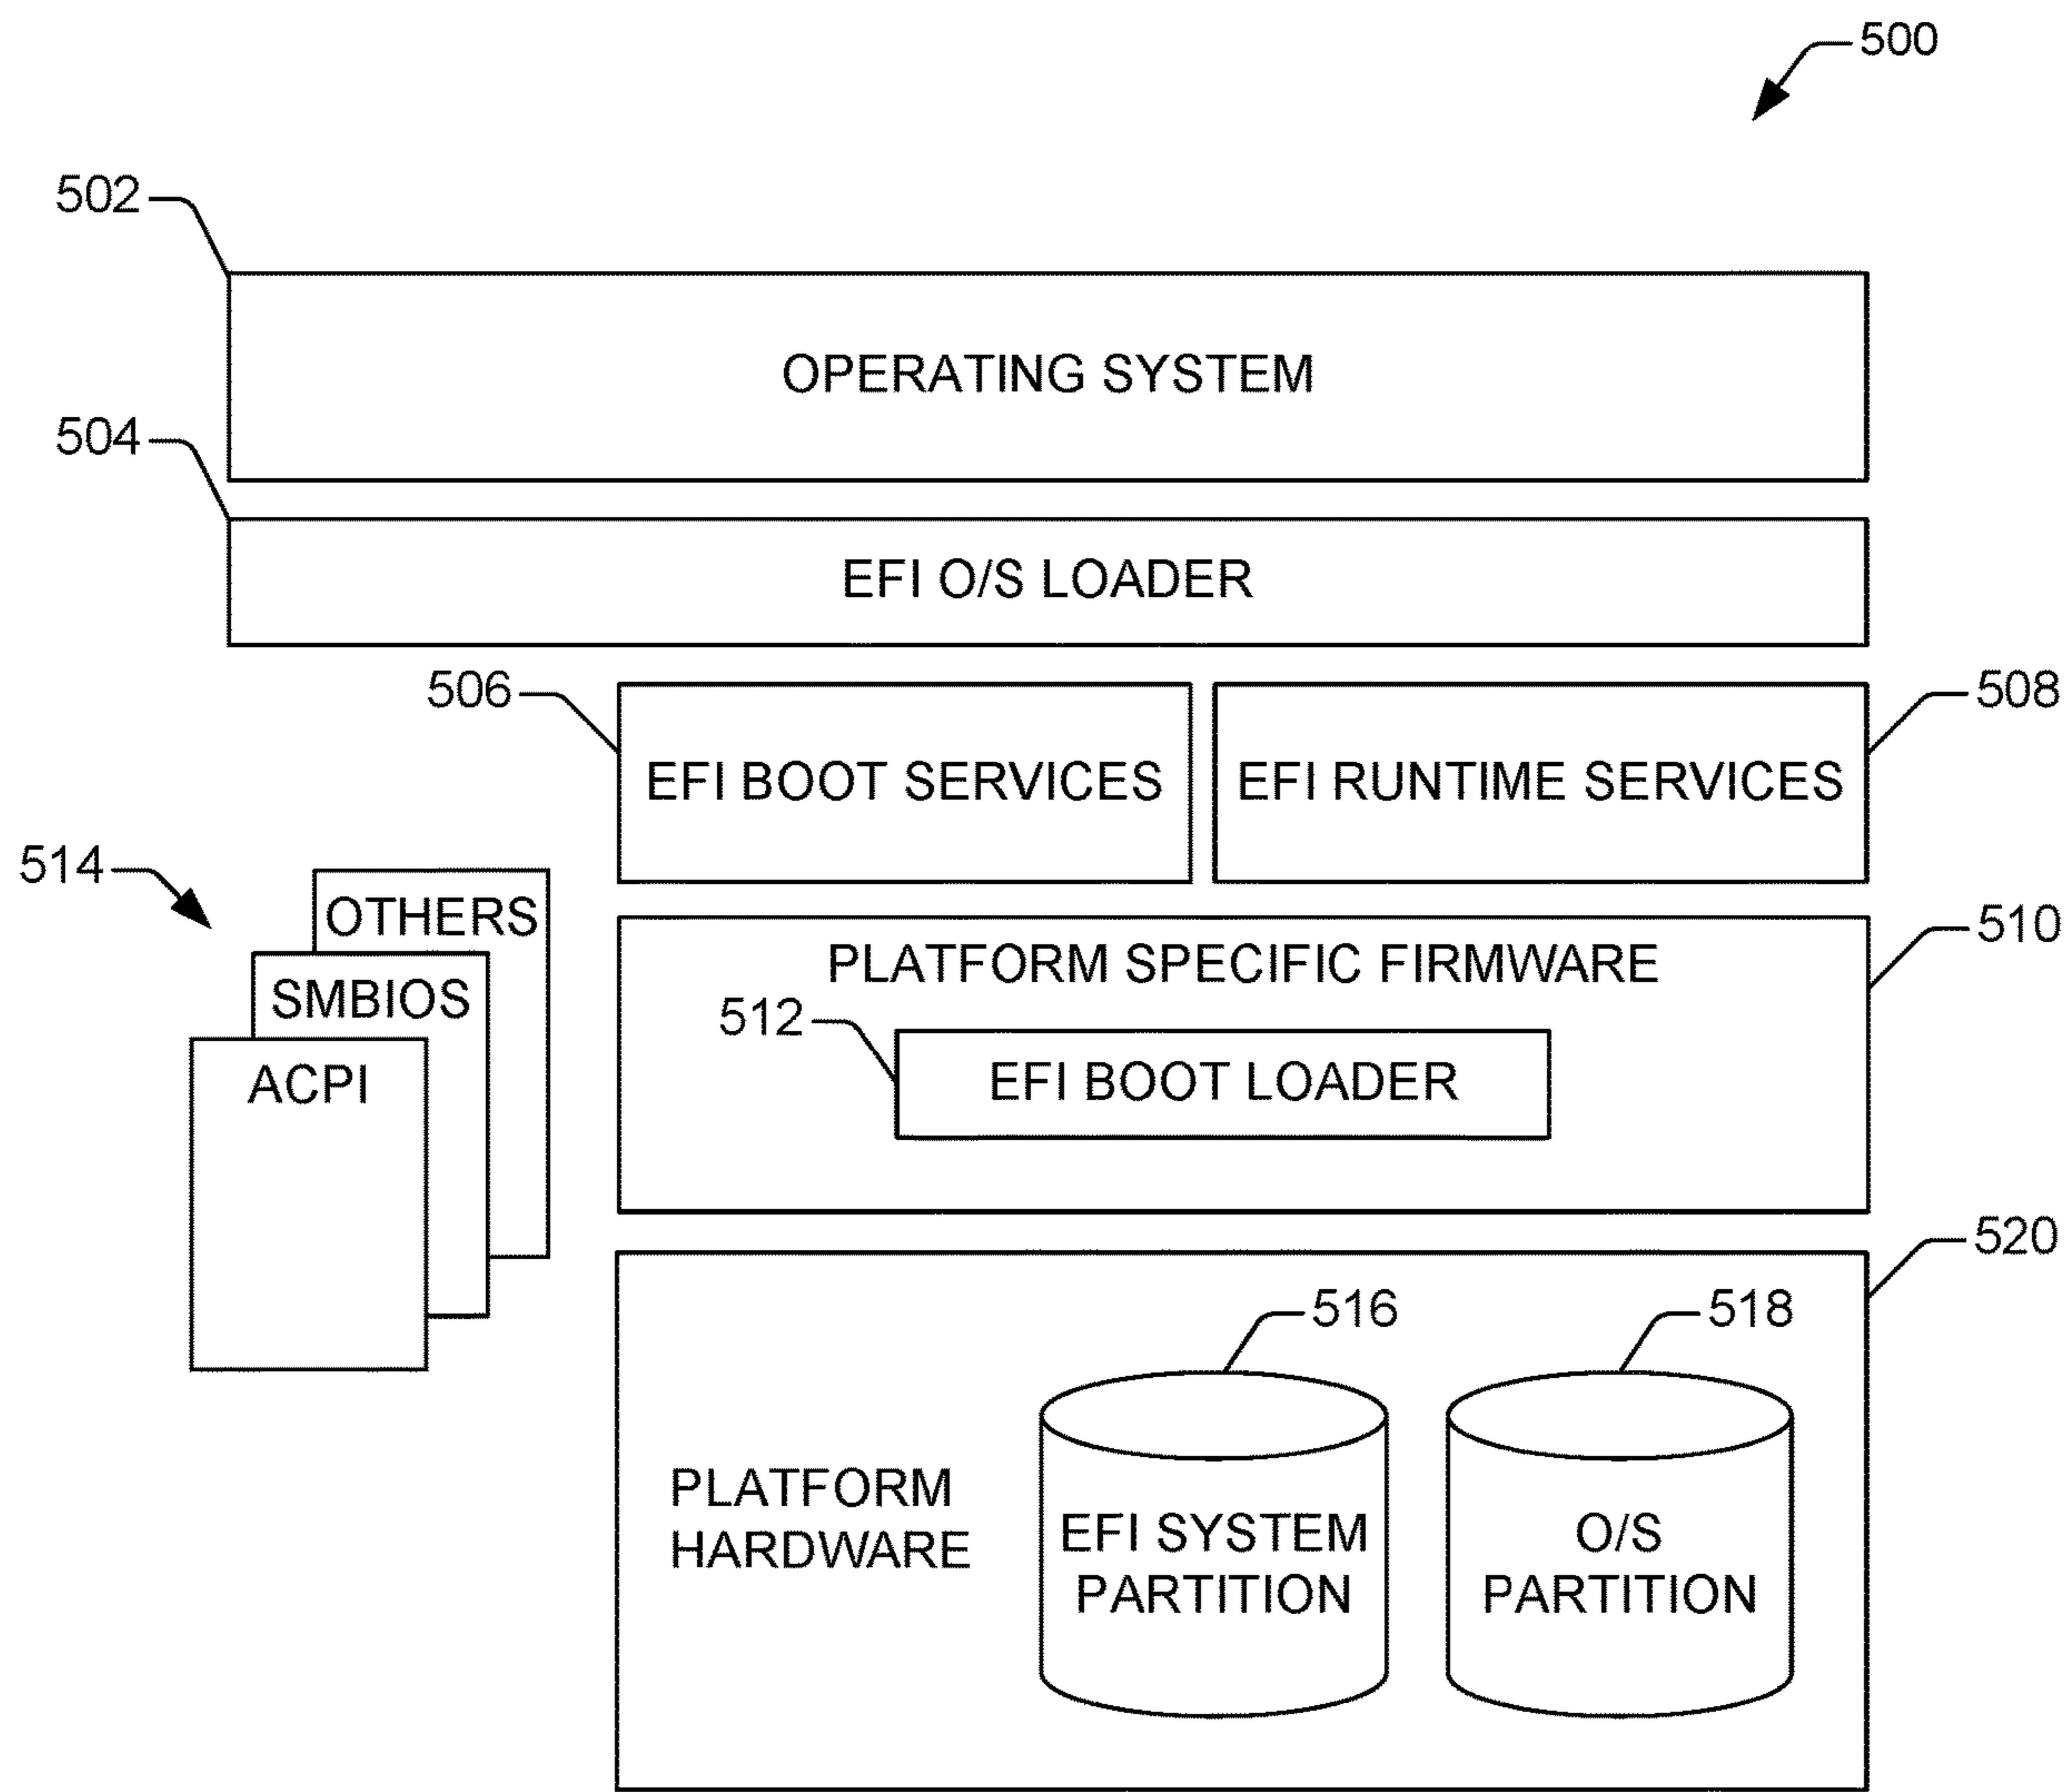 500
502
OPERATING SYSTEM
504
EFI O/S LOADER
506
508
EFI BOOT SERVICES
EFI RUNTIME SERVICES
514
OTHERS
SMBIOS
ACPI
510
PLATFORM SPECIFIC FIRMWARE
512
EFI BOOT LOADER
520
516
518
PLATFORM
HARDWARE
EFI SYSTEM
PARTITION
O/S
PARTITION